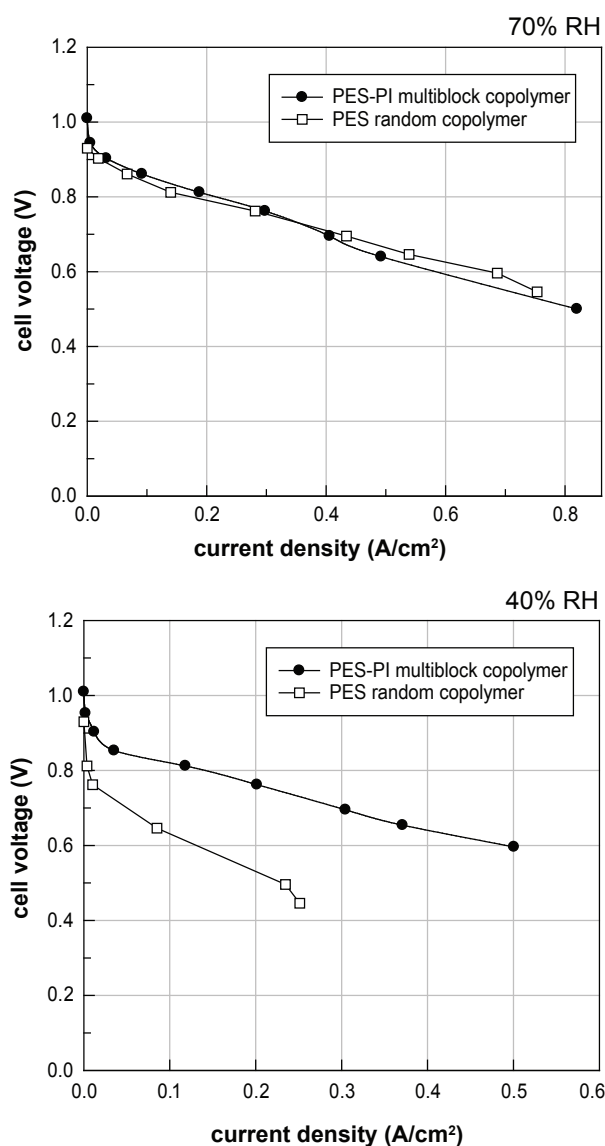 70% RH
1.2
PES-PI multiblock copolymer
PES random copolymer
1.0
0.8
0.6
0.4
0.2
0.0
cell voltage (V)
0.0 0.2 0.4 0.6 0.8
current density (A/cm²)
40% RH
1.2
PES-PI multiblock copolymer
PES random copolymer
1.0
0.8
0.6
0.4
0.2
0.0
cell voltage (V)
0.0 0.1 0.2 0.3 0.4 0.5 0.6
current density (A/cm²)